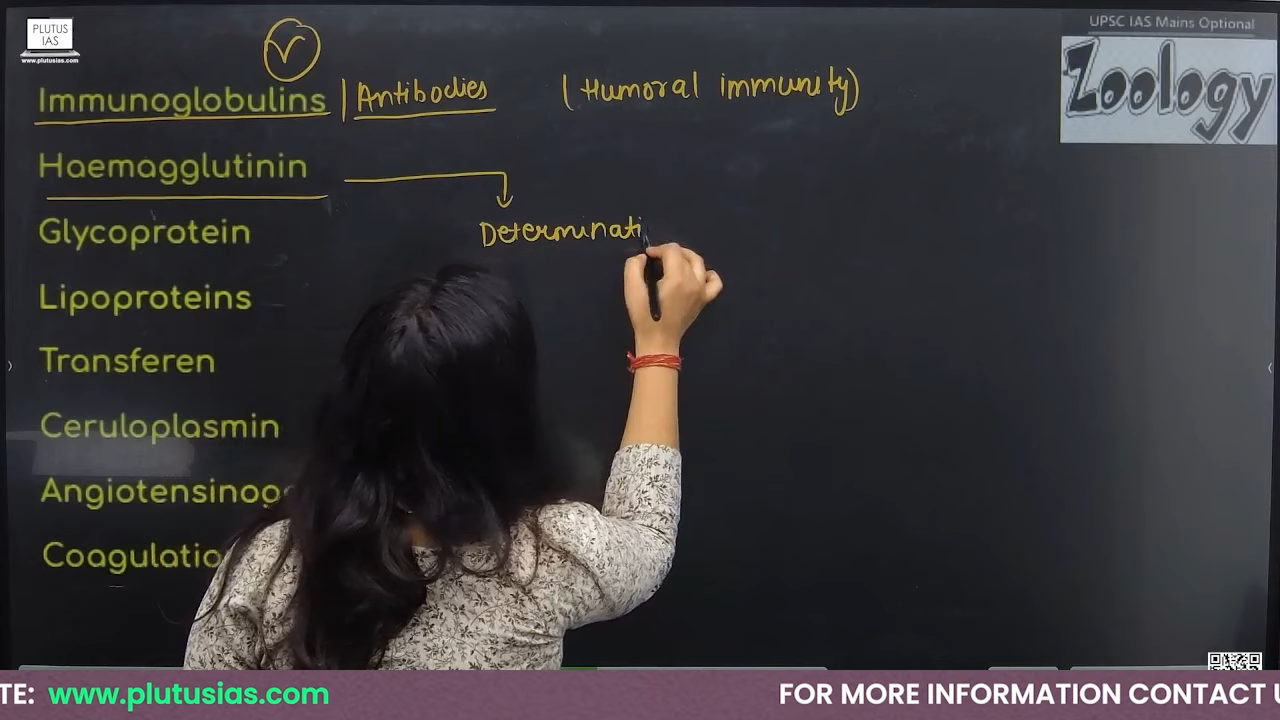 PLUTUS
IAS
www.plutusias.com
UPSC IAS Mains Optional
Zoology
Immunoglobulins | Antibodies (Humoral immunity)
Haemagglutinin
Glycoprotein
Determinati
Lipoproteins
Transferen
Ceruloplasmin
Angiotensinog
Coagulatio
TE: www.plutusias.com
FOR MORE INFORMATION CONTACT U